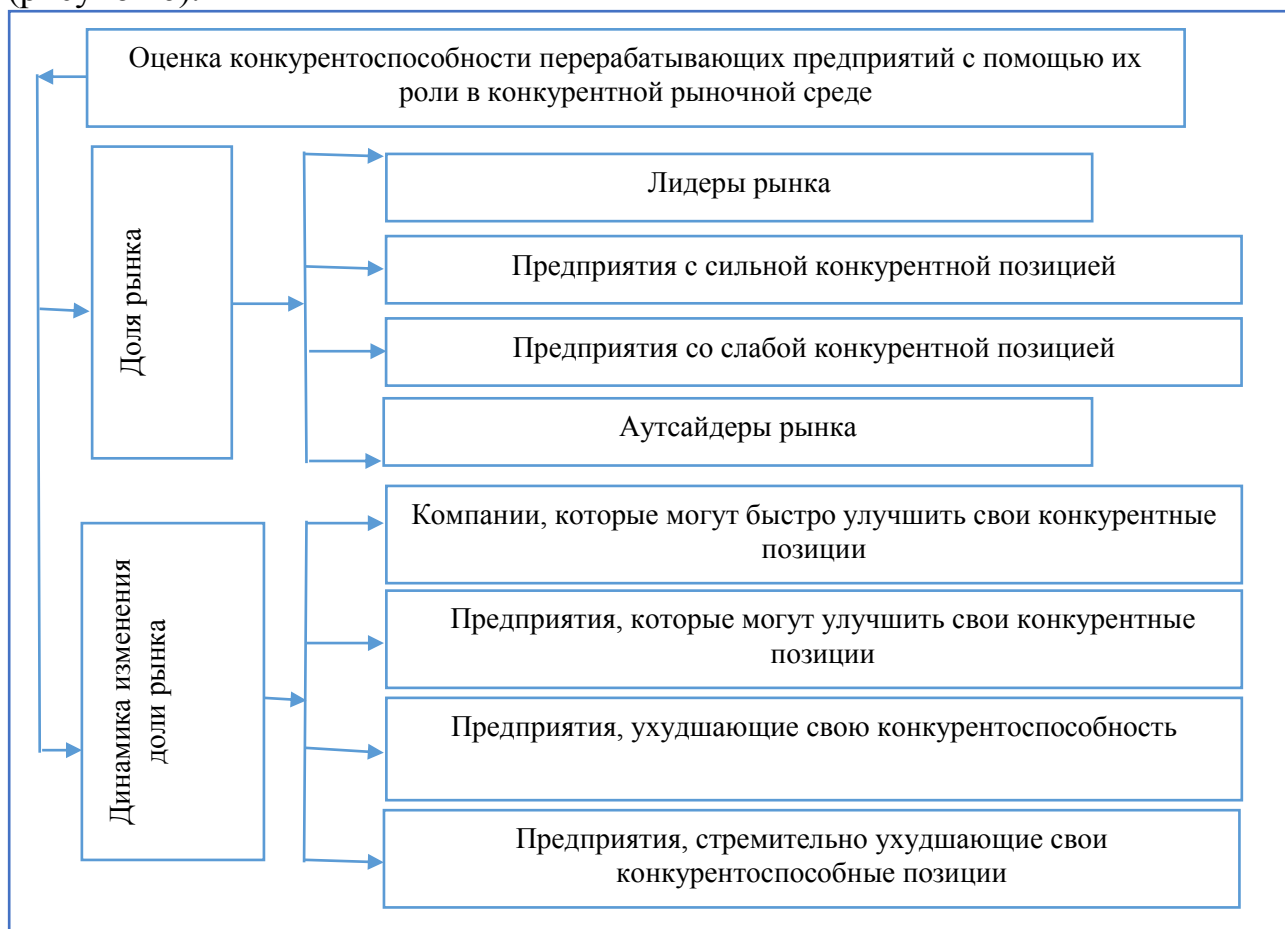 Оценка конкурентоспособности перерабатывающих предприятий с помощью их
роли в конкурентной рыночной среде
Доля рынка
Лидеры рынка
Предприятия с сильной конкурентной позицией
Предприятия со слабой конкурентной позицией
Аутсайдеры рынка
Динамика изменения
доли рынка
Компании, которые могут быстро улучшить свои конкурентные
позиции
Предприятия, которые могут улучшить свои конкурентные
позиции
Предприятия, ухудшающие свою конкурентоспособность
Предприятия, стремительно ухудшающие свои
конкурентоспособные позиции